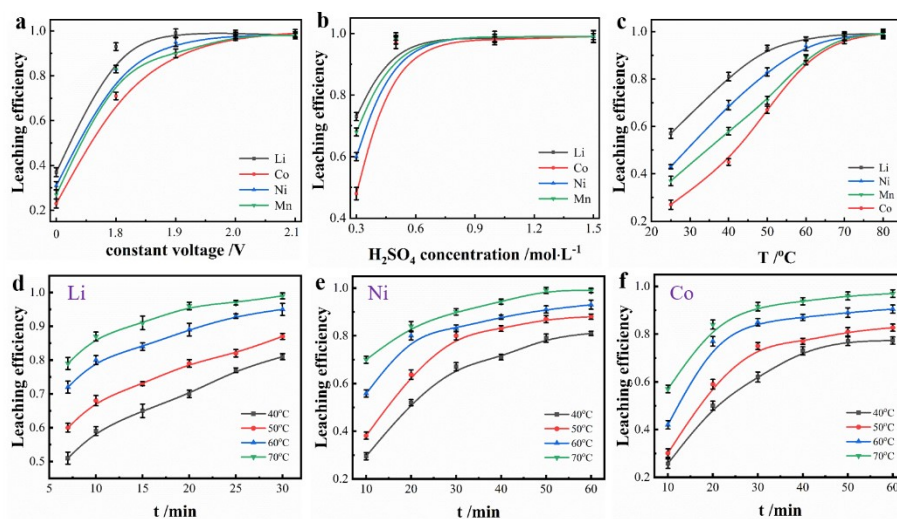 a
1.0
0.8
0.6
0.4
0.2
Leaching efficiency
Li
Co
Ni
Mn
0 1.8 1.9 2.0 2.1
constant voltage /V
b
1.0
0.8
0.6
0.4
Leaching efficiency
Li
Co
Ni
Mn
0.3 0.6 0.9 1.2 1.5
H₂SO₄ concentration /mol·L⁻¹
c
1.0
0.8
0.6
0.4
0.2
Leaching efficiency
Li
Ni
Mn
Co
20 30 40 50 60 70 80
T /°C
d Li
1.0
0.9
0.8
0.7
0.6
0.5
Leaching efficiency
40°C
50°C
60°C
70°C
5 10 15 20 25 30
t /min
e Ni
1.0
0.8
0.6
0.4
0.2
Leaching efficiency
40°C
50°C
60°C
70°C
10 20 30 40 50 60
t /min
f Co
1.0
0.8
0.6
0.4
0.2
Leaching efficiency
40°C
50°C
60°C
70°C
10 20 30 40 50 60
t /min